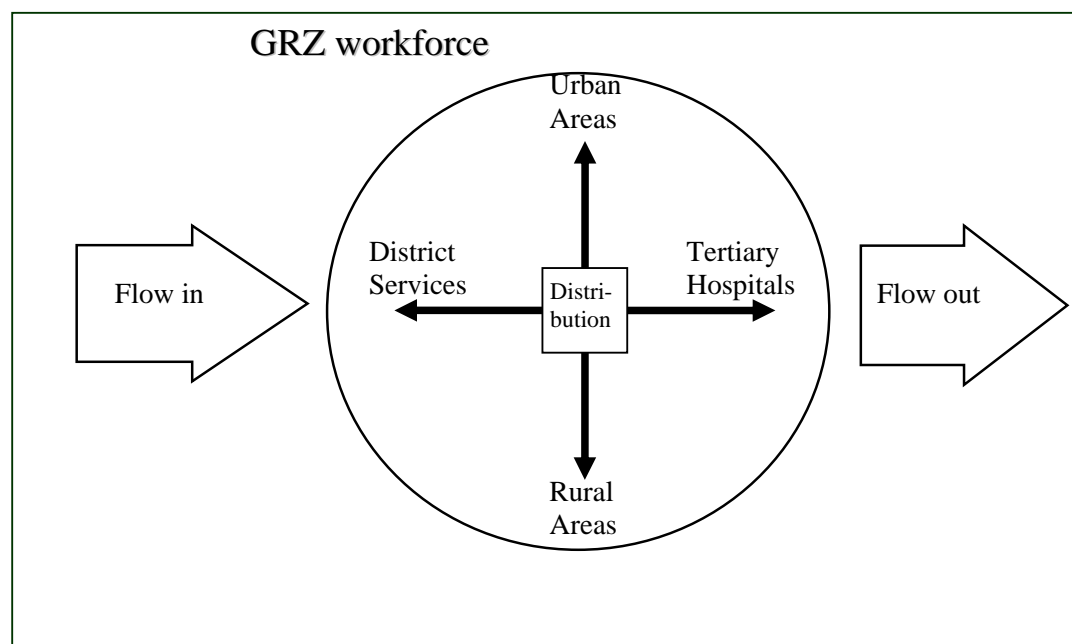 GRZ workforce
Urban
Areas
District
Services
Tertiary
Hospitals
Flow in
Distri-
bution
Flow out
Rural
Areas